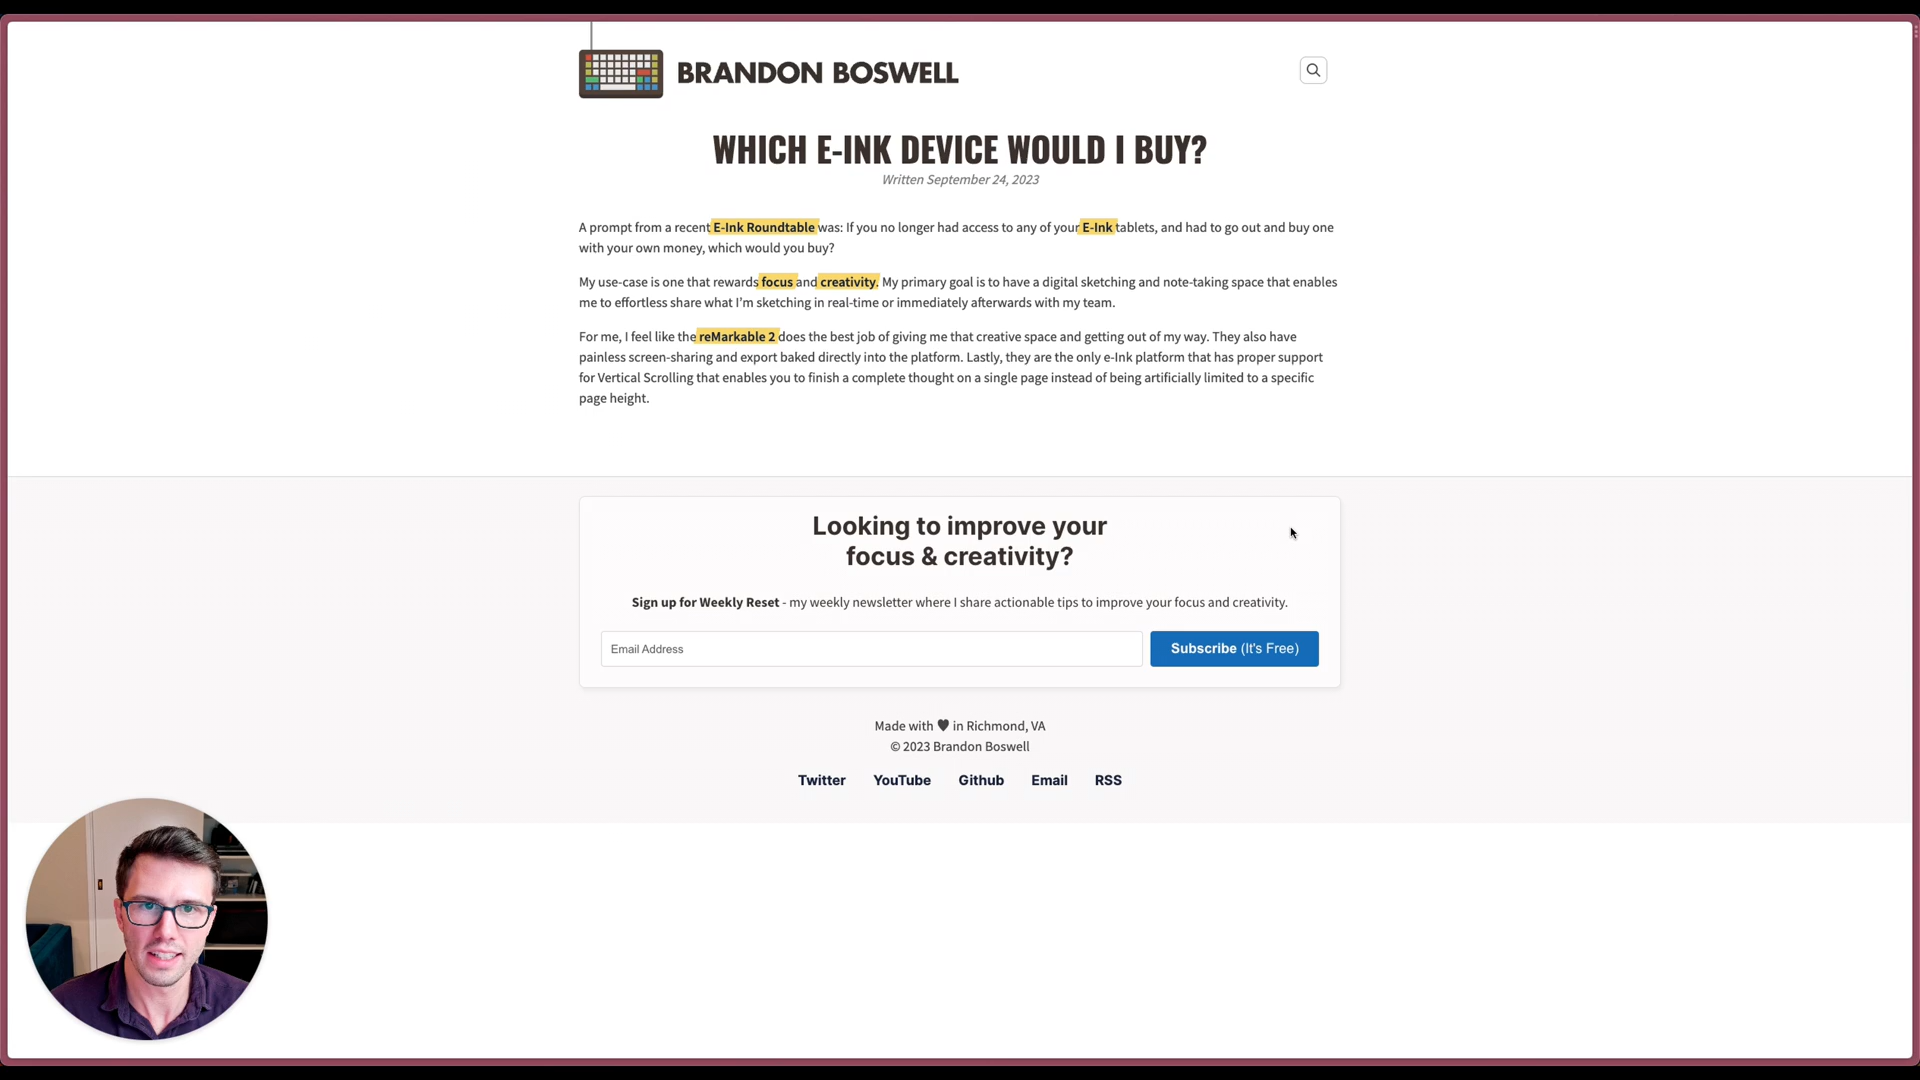 BRANDON BOSWELL
WHICH E-INK DEVICE WOULD I BUY?
Written September 24, 2023
A prompt from a recent E-Ink Roundtable was: If you no longer had access to any of your E-Ink tablets, and had to go out and buy one
with your own money, which would you buy?
My use-case is one that rewards focus and creativity. My primary goal is to have a digital sketching and note-taking space that enables
me to effortless share what I'm sketching in real-time or immediately afterwards with my team.
For me, I feel like the reMarkable 2 does the best job of giving me that creative space and getting out of my way. They also have
painless screen-sharing and export baked directly into the platform. Lastly, they are the only e-Ink platform that has proper support
for Vertical Scrolling that enables you to finish a complete thought on a single page instead of being artificially limited to a specific
page height.
Looking to improve your
focus & creativity?
Sign up for Weekly Reset - my weekly newsletter where I share actionable tips to improve your focus and creativity.
Email Address
Subscribe (It's Free)
Made with ♥ in Richmond, VA
© 2023 Brandon Boswell
Twitter YouTube Github Email RSS